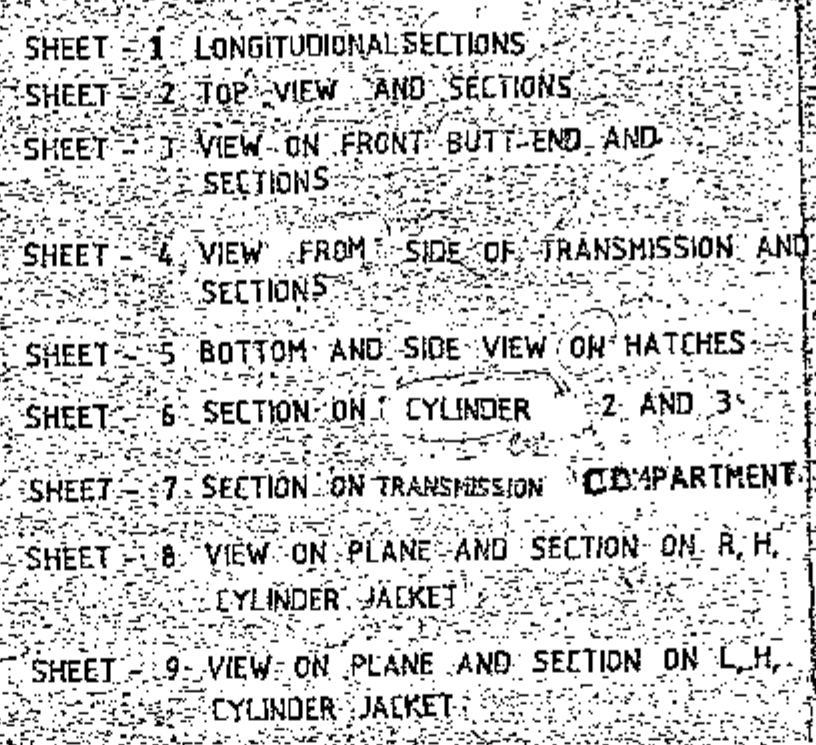 SHEET - 1 LONGITUDIONAL SECTIONS
SHEET - 2 TOP VIEW AND SECTIONS
SHEET - 3 VIEW ON FRONT BUTT-END AND
SECTIONS
SHEET - 4 VIEW FROM SIDE OF TRANSMISSION AND
SECTIONS
SHEET - 5 BOTTOM AND SIDE VIEW ON HATCHES
SHEET - 6 SECTION ON CYLINDER 2 AND 3
SHEET - 7 SECTION ON TRANSMISSION COMPARTMENT
SHEET - 8 VIEW ON PLANE AND SECTION ON R.H.
CYLINDER JACKET
SHEET - 9 VIEW ON PLANE AND SECTION ON L.H.
CYLINDER JACKET